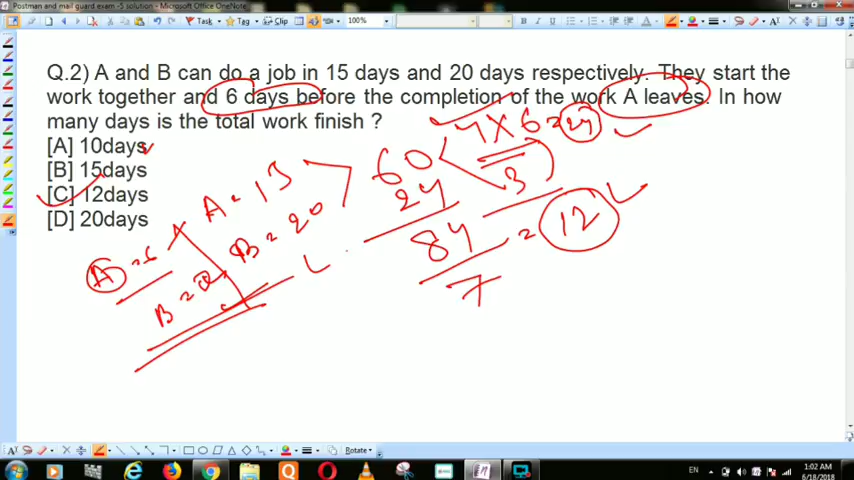 Postman and mail guard exam -5 solution - Microsoft Office OneNote
Task
Tag
Clip
100%
Q.2) A and B can do a job in 15 days and 20 days respectively. They start the
work together and 6 days before the completion of the work A leaves. In how
many days is the total work finish ?
[A] 10days
[B] 15days
[C] 12days
[D] 20days
4 X 6 = 24
60
3
24
A = 15
B = 20
84
= 12
7
A = 6
B =
Rotate
EN
1:02 AM
6/18/2018